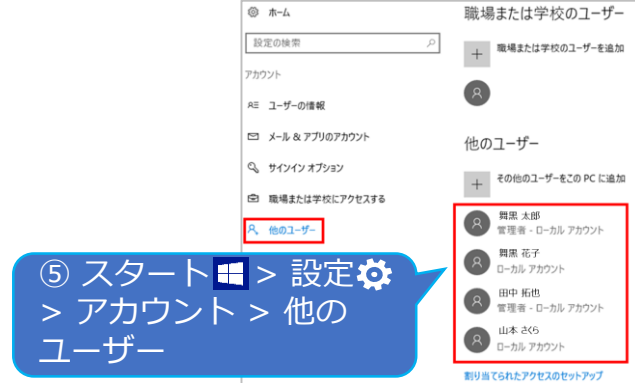 ホーム
設定の検索
アカウント
ユーザーの情報
メール & アプリのアカウント
サインイン オプション
職場または学校にアクセスする
他のユーザー
職場または学校のユーザー
職場または学校のユーザーを追加
他のユーザー
その他のユーザーをこの PC に追加
舞黒 太郎
管理者 - ローカル アカウント
舞黒 花子
ローカル アカウント
田中 拓也
管理者 - ローカル アカウント
山本 さくら
ローカル アカウント
割り当てられたアクセスのセットアップ
⑤ スタート > 設定
> アカウント > 他の
ユーザー